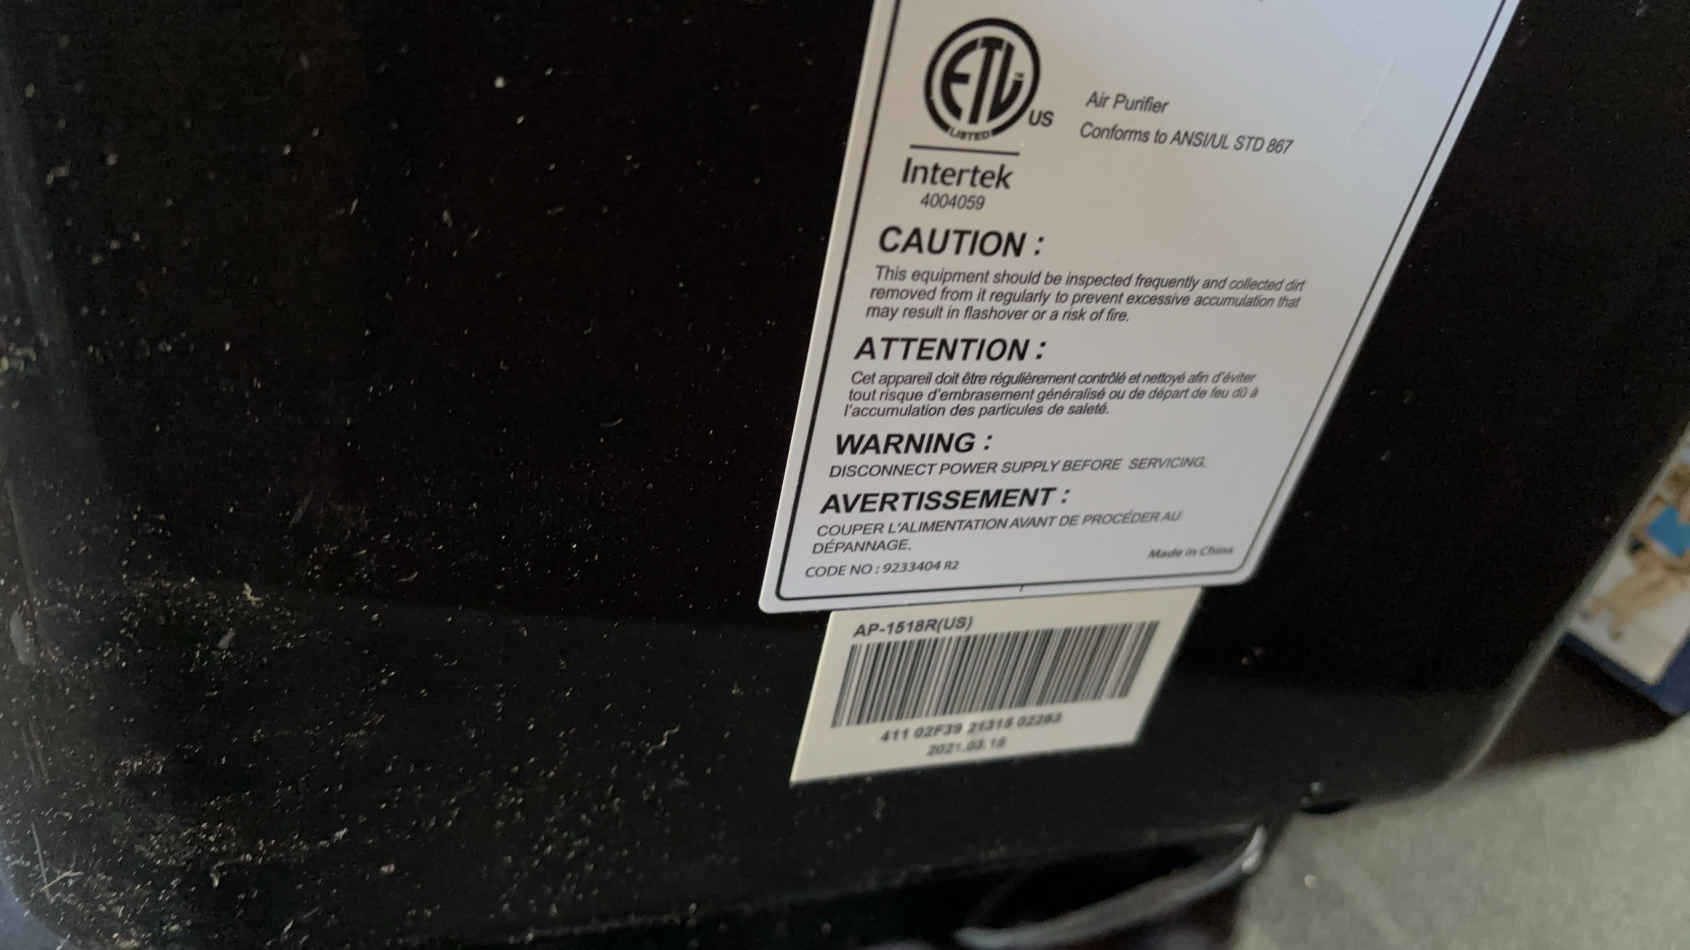 ETL
LISTED
US
Air Purifier
Conforms to ANSI/UL STD 867
Intertek
4004059
CAUTION :
This equipment should be inspected frequently and collected dirt
removed from it regularly to prevent excessive accumulation that
may result in flashover or a risk of fire.
ATTENTION :
Cet appareil doit être régulièrement contrôlé et nettoyé afin d'éviter
tout risque d'embrasement généralisé ou de départ de feu dû à
l'accumulation des particules de saleté.
WARNING :
DISCONNECT POWER SUPPLY BEFORE SERVICING.
AVERTISSEMENT :
COUPER L'ALIMENTATION AVANT DE PROCÉDER AU
DÉPANNAGE.
Made in China
CODE NO : 9233404 R2
AP-1518R(US)
411 02F39